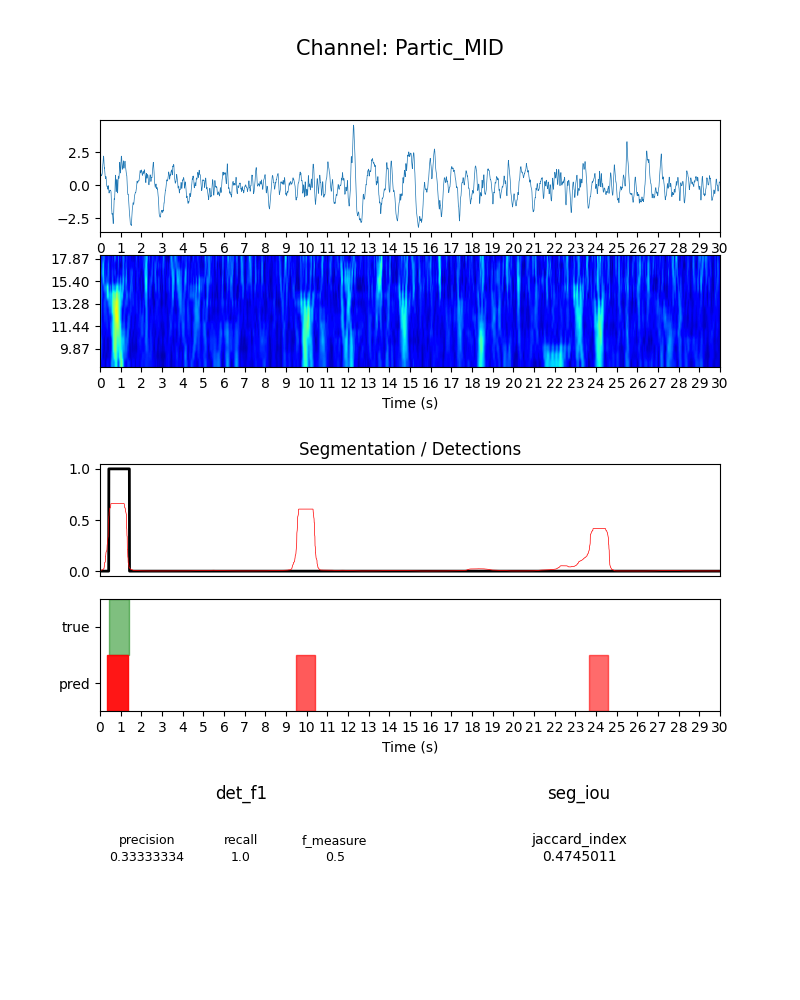 Channel: Partic_MID
2.5
0.0
−2.5
0 1 2 3 4 5 6 7 8 9 10 11 12 13 14 15 16 17 18 19 20 21 22 23 24 25 26 27 28 29 30
17.87
15.40
13.28
11.44
9.87
0 1 2 3 4 5 6 7 8 9 10 11 12 13 14 15 16 17 18 19 20 21 22 23 24 25 26 27 28 29 30
Time (s)
Segmentation / Detections
1.0
0.5
0.0
true
pred
0 1 2 3 4 5 6 7 8 9 10 11 12 13 14 15 16 17 18 19 20 21 22 23 24 25 26 27 28 29 30
Time (s)
det_f1 seg_iou
precision recall f_measure jaccard_index
0.33333334 1.0 0.5 0.4745011